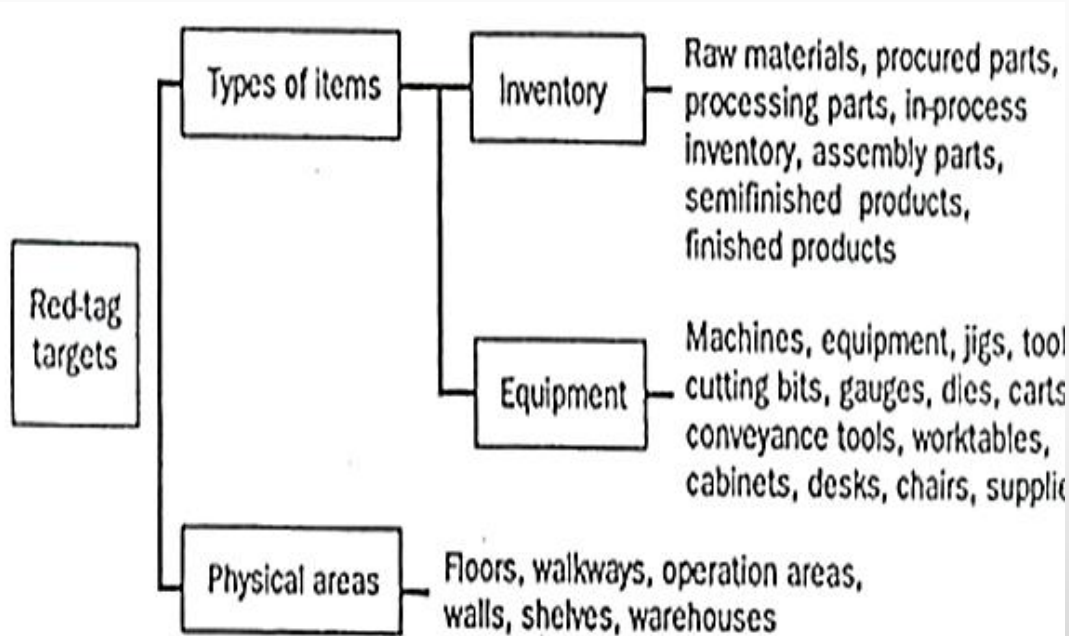 Red-tag
targets
Types of items
Inventory
Raw materials, procured parts,
processing parts, in-process
inventory, assembly parts,
semifinished products,
finished products
Equipment
Machines, equipment, jigs, tool
cutting bits, gauges, dies, carts
conveyance tools, worktables,
cabinets, desks, chairs, supplie
Physical areas
Floors, walkways, operation areas,
walls, shelves, warehouses